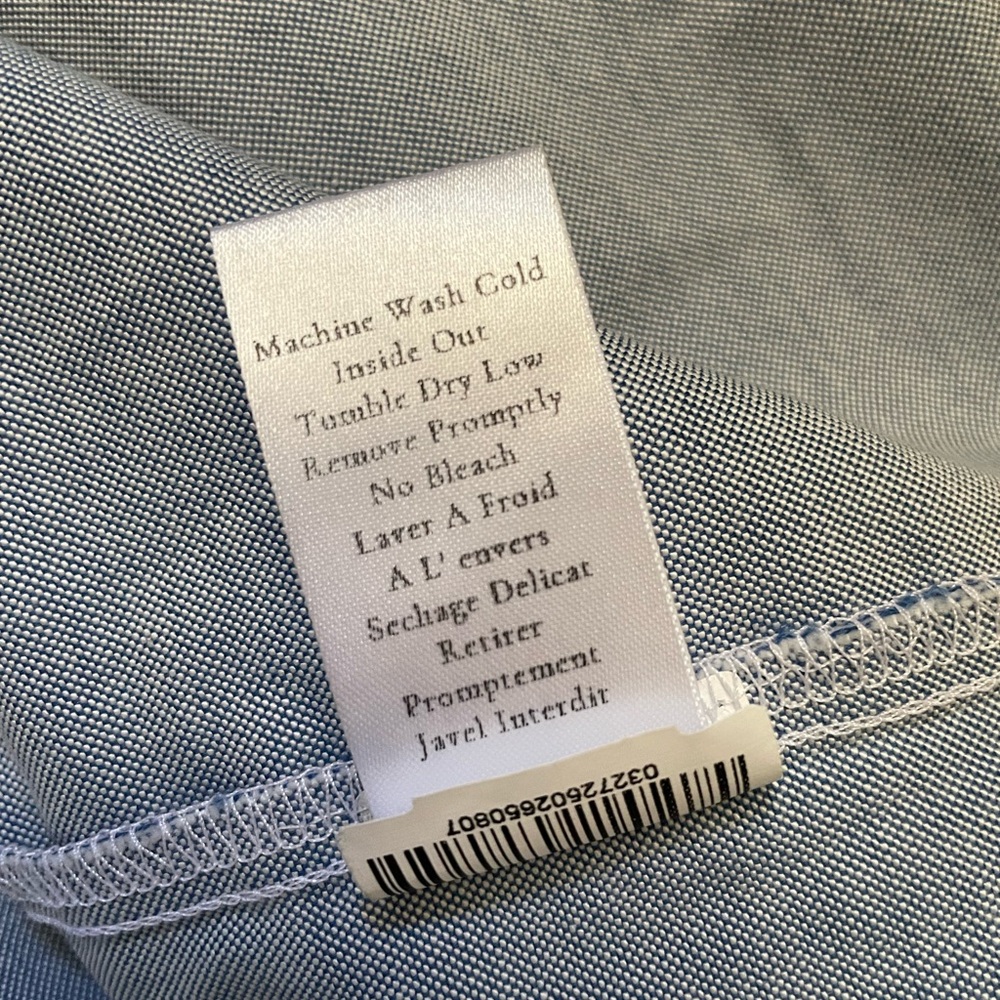 Machine Wash Cold
Inside Out
Tumble Dry Low
Remove Promptly
No Bleach
Laver A Froid
A L' envers
Sechage Delicat
Retirer
Promptement
Javel Interdit
03272502660807